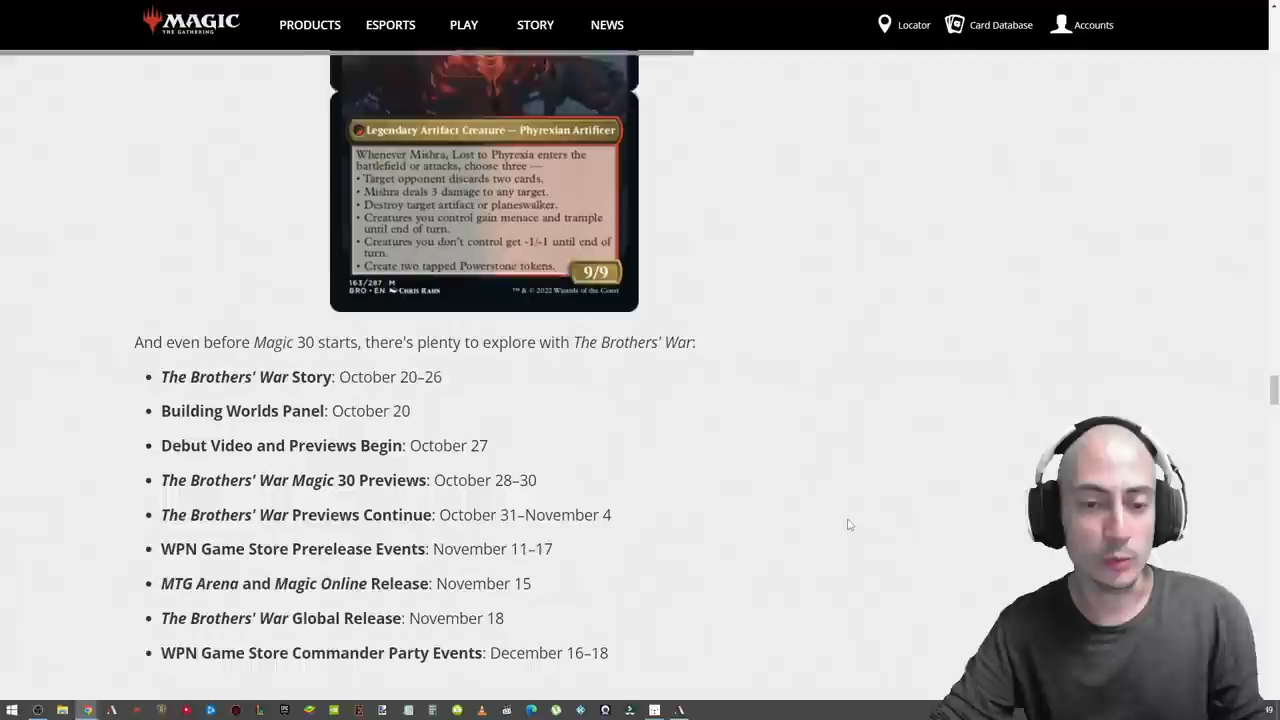 MAGIC
THE GATHERING
PRODUCTS
ESPORTS
PLAY
STORY
NEWS
Locator
Card Database
Accounts
Legendary Artifact Creature — Phyrexian Artificer
Whenever Mishra, Lost to Phyrexia enters the
battlefield or attacks, choose three —
• Target opponent discards two cards.
• Mishra deals 3 damage to any target.
• Destroy target artifact or planeswalker.
• Creatures you control gain menace and trample
until end of turn.
• Creatures you don't control get -1/-1 until end of
turn.
• Create two tapped Powerstone tokens.
9/9
163/287 M
BRO • EN CHRIS RAHN
™ & © 2022 Wizards of the Coast
And even before Magic 30 starts, there's plenty to explore with The Brothers' War:
• The Brothers' War Story: October 20–26
• Building Worlds Panel: October 20
• Debut Video and Previews Begin: October 27
• The Brothers' War Magic 30 Previews: October 28–30
• The Brothers' War Previews Continue: October 31–November 4
• WPN Game Store Prerelease Events: November 11–17
• MTG Arena and Magic Online Release: November 15
• The Brothers' War Global Release: November 18
• WPN Game Store Commander Party Events: December 16–18